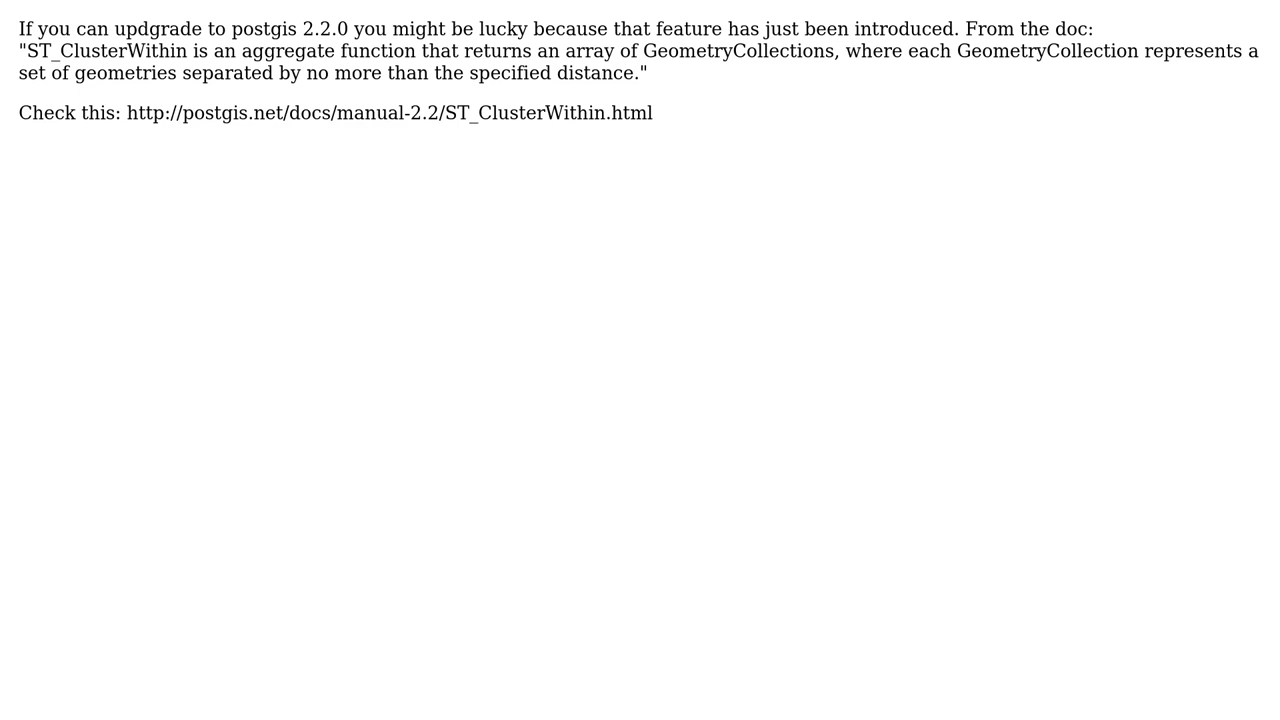 If you can updgrade to postgis 2.2.0 you might be lucky because that feature has just been introduced. From the doc:
"ST_ClusterWithin is an aggregate function that returns an array of GeometryCollections, where each GeometryCollection represents a
set of geometries separated by no more than the specified distance."
Check this: http://postgis.net/docs/manual-2.2/ST_ClusterWithin.html